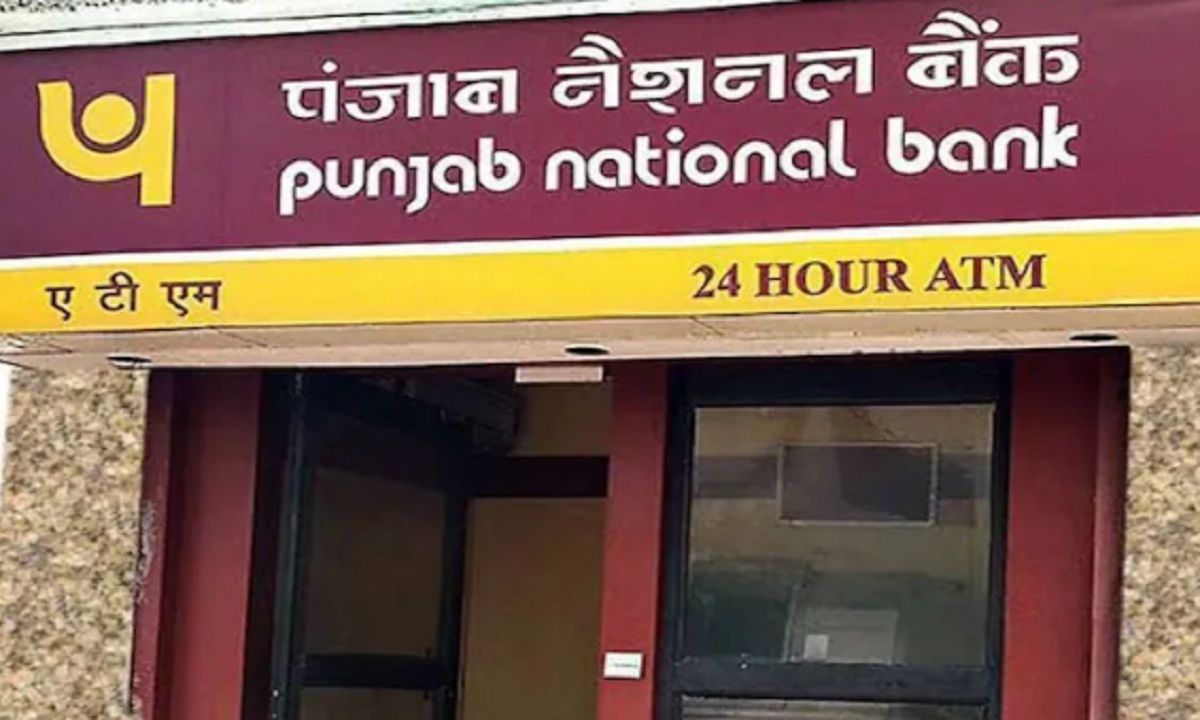 पंजाब नैशनल बैंक
punjab national bank
ए टी एम 24 HOUR ATM